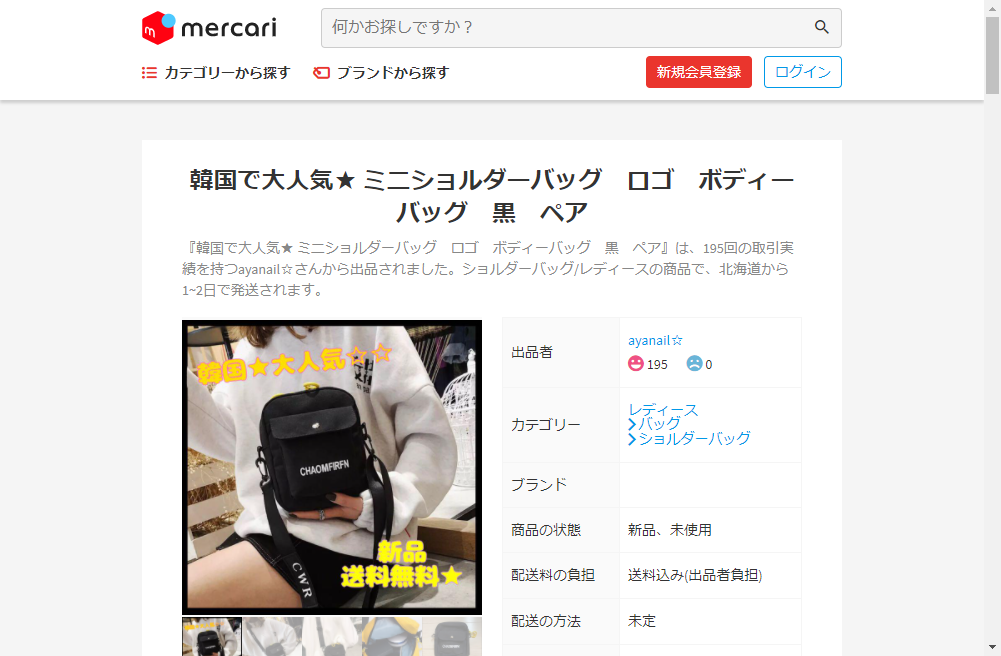 mercari
何かお探しですか？
カテゴリーから探す
ブランドから探す
新規会員登録
ログイン
韓国で大人気★ ミニショルダーバッグ　ロゴ　ボディー
バッグ　黒　ペア
『韓国で大人気★ ミニショルダーバッグ　ロゴ　ボディーバッグ　黒　ペア』は、195回の取引実
績を持つayanail☆さんから出品されました。ショルダーバッグ/レディースの商品で、北海道から
1~2日で発送されます。
韓国★大人気☆☆
CHAOMFIRFN
CWR
新品
送料無料★
出品者
ayanail☆
195
0
カテゴリー
レディース
バッグ
ショルダーバッグ
ブランド
商品の状態
新品、未使用
配送料の負担
送料込み(出品者負担)
配送の方法
未定